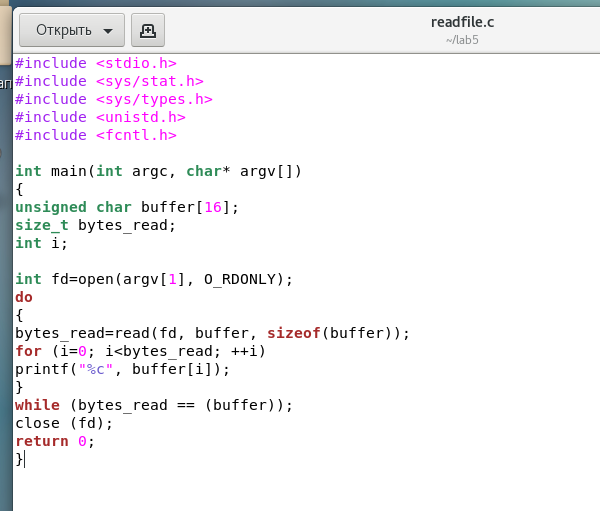 Открыть
readfile.c
~/lab5
#include <stdio.h>
#include <sys/stat.h>
#include <sys/types.h>
#include <unistd.h>
#include <fcntl.h>
int main(int argc, char* argv[])
{
unsigned char buffer[16];
size_t bytes_read;
int i;
int fd=open(argv[1], O_RDONLY);
do
{
bytes_read=read(fd, buffer, sizeof(buffer));
for (i=0; i<bytes_read; ++i)
printf("%c", buffer[i]);
}
while (bytes_read == (buffer));
close (fd);
return 0;
}